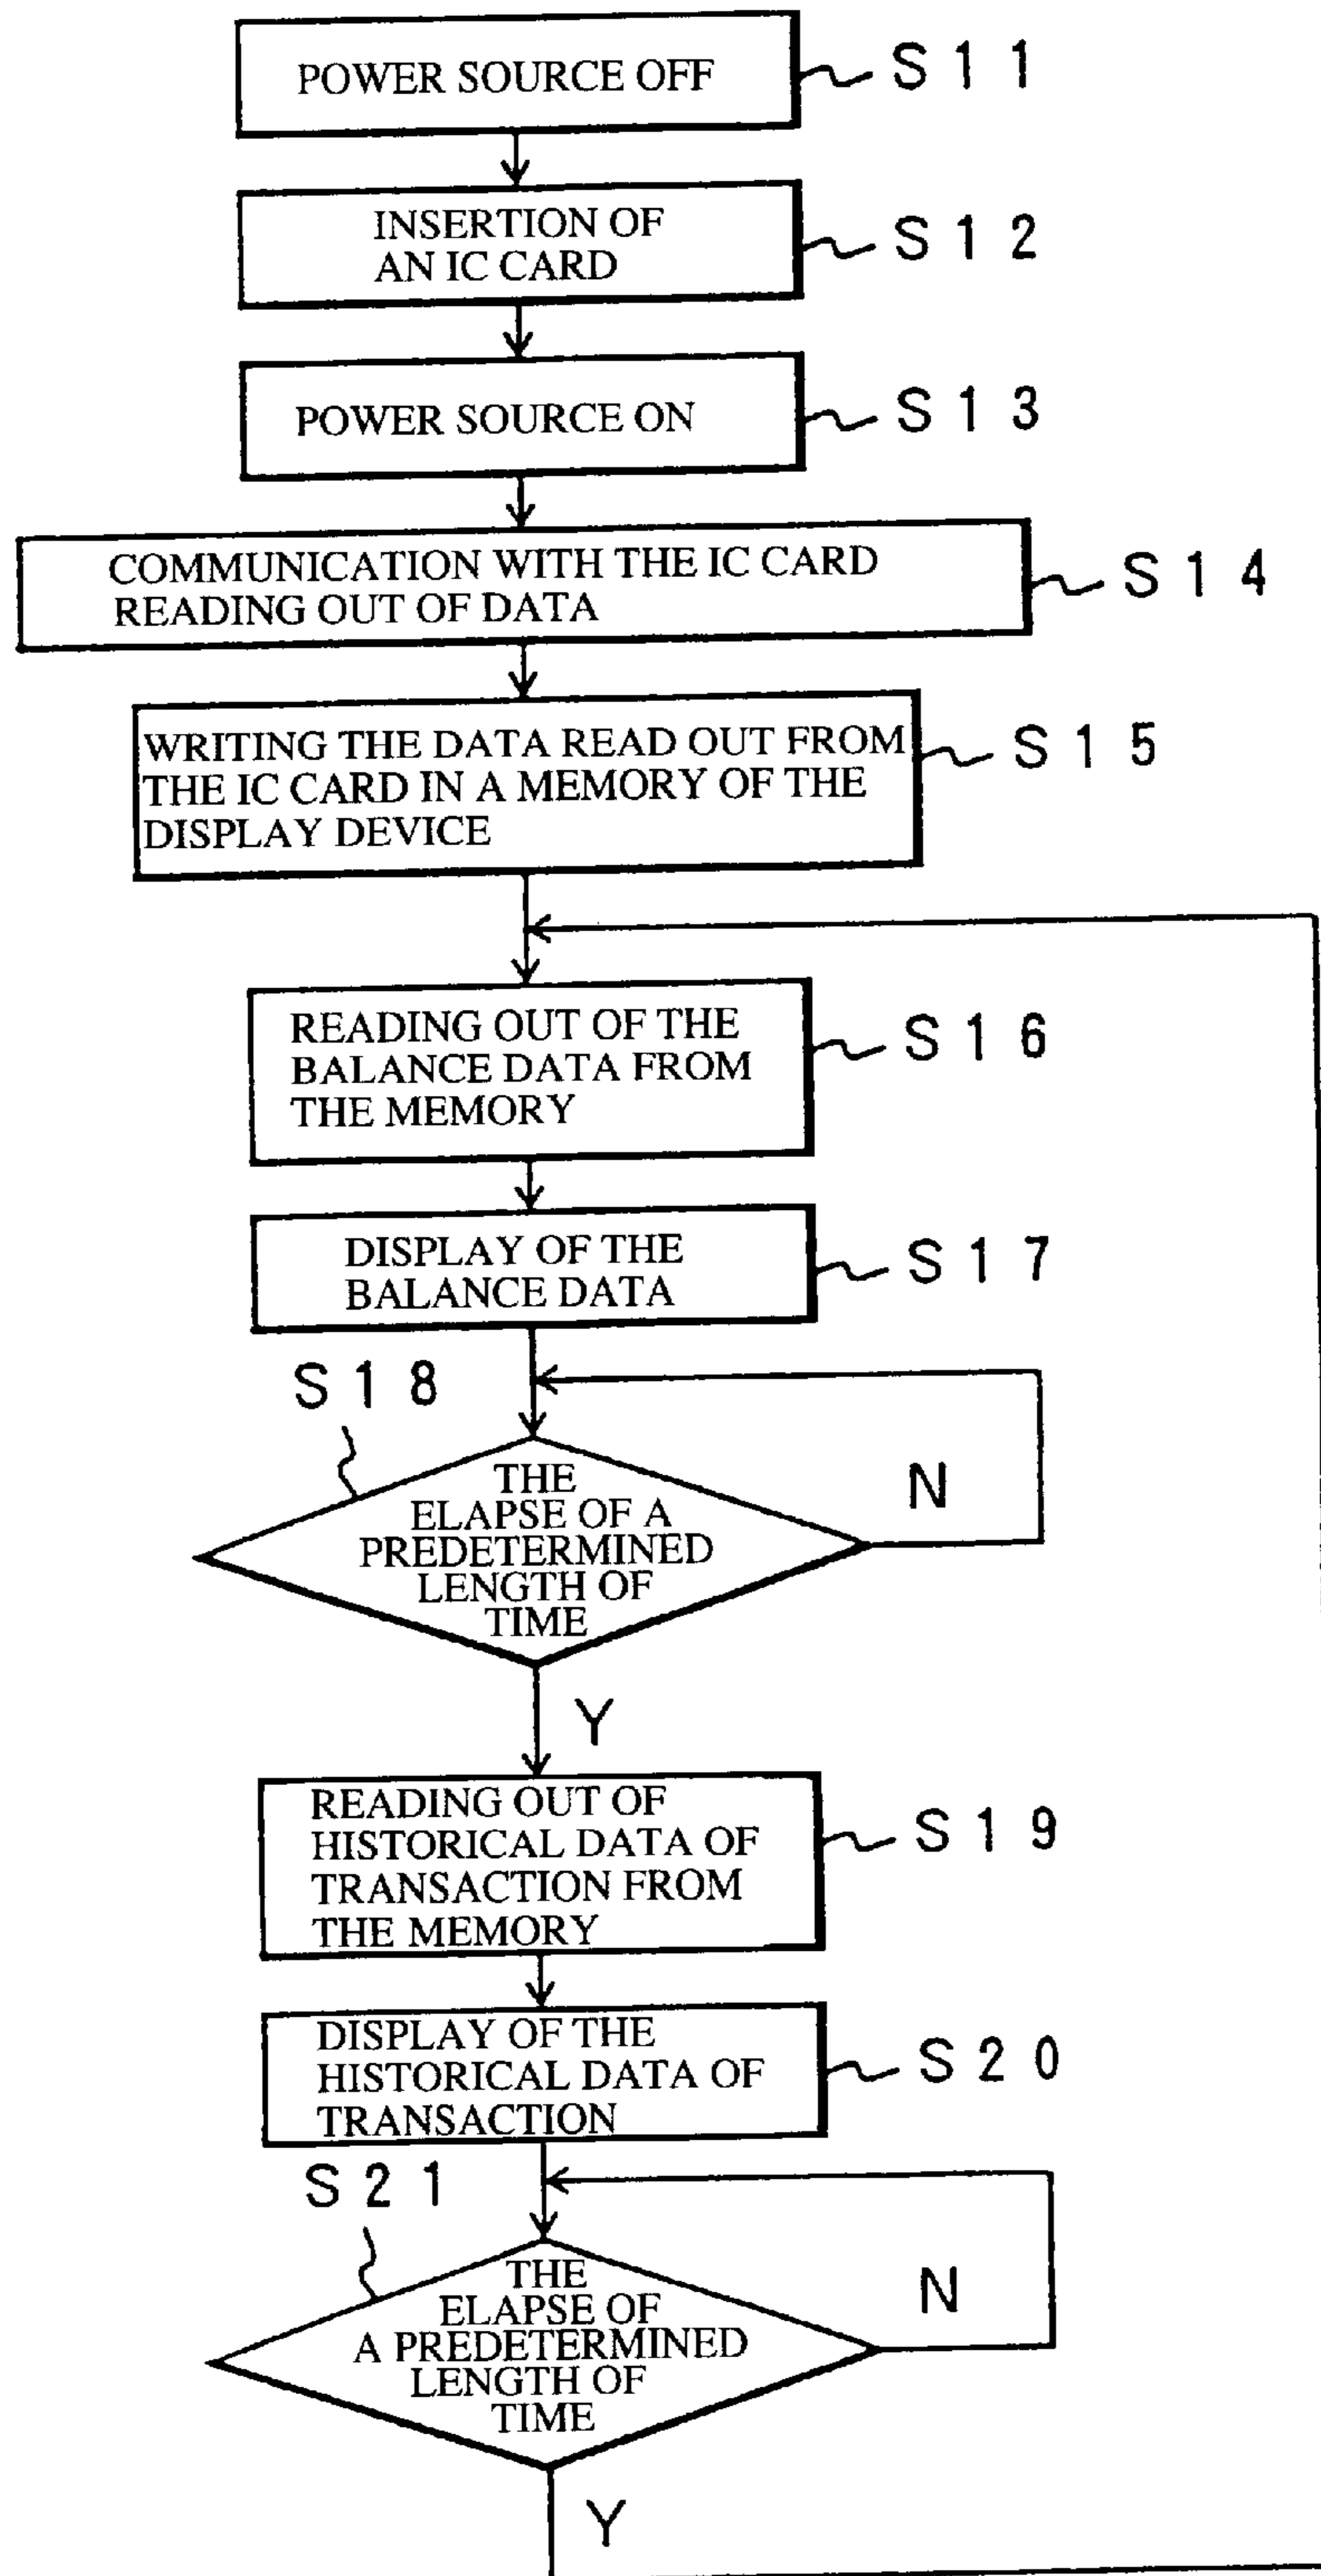 POWER SOURCE OFF
S11
INSERTION OF
AN IC CARD
S12
POWER SOURCE ON
S13
COMMUNICATION WITH THE IC CARD
READING OUT OF DATA
S14
WRITING THE DATA READ OUT FROM
THE IC CARD IN A MEMORY OF THE
DISPLAY DEVICE
S15
READING OUT OF THE
BALANCE DATA FROM
THE MEMORY
S16
DISPLAY OF THE
BALANCE DATA
S17
S18
THE
ELAPSE OF A
PREDETERMINED
LENGTH OF
TIME
N
Y
READING OUT OF
HISTORICAL DATA OF
TRANSACTION FROM
THE MEMORY
S19
DISPLAY OF THE
HISTORICAL DATA OF
TRANSACTION
S20
S21
THE
ELAPSE OF
A PREDETERMINED
LENGTH OF
TIME
N
Y